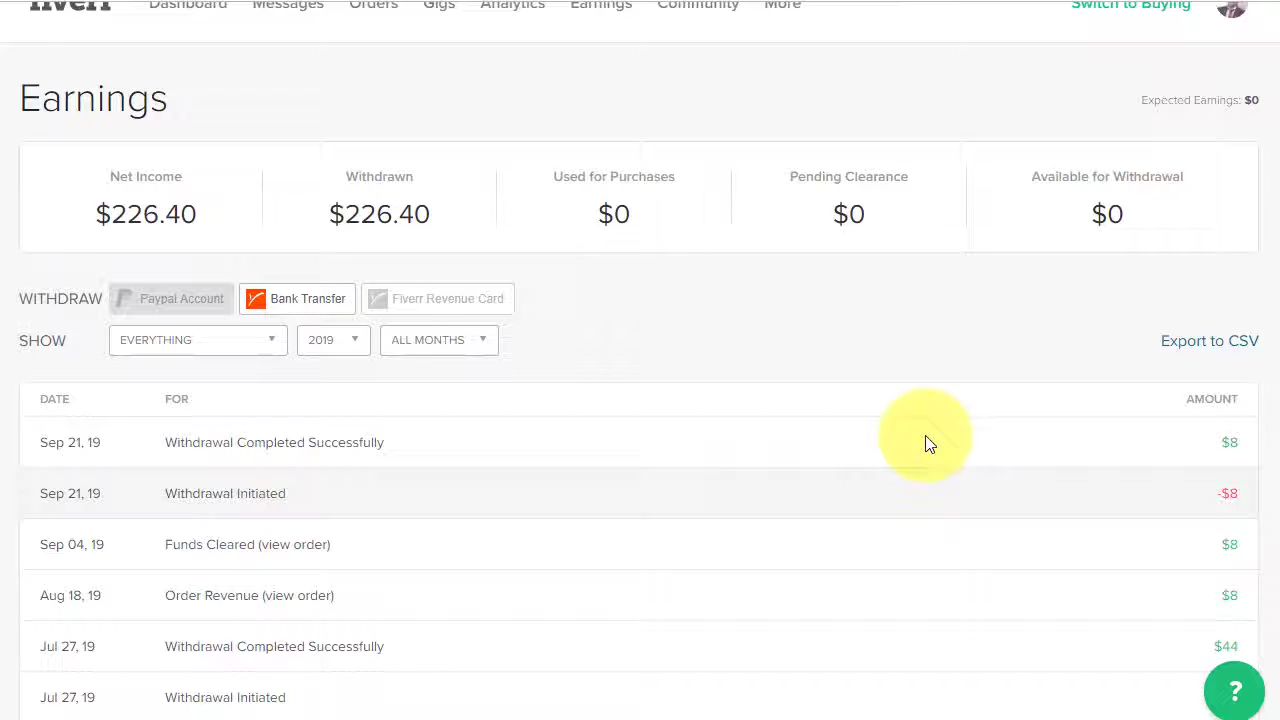 fiverr Dashboard Messages Orders Gigs Analytics Earnings Community More Switch to Buying
Earnings
Expected Earnings: $0
Net Income Withdrawn Used for Purchases Pending Clearance Available for Withdrawal
$226.40 $226.40 $0 $0 $0
WITHDRAW Paypal Account Bank Transfer Fiverr Revenue Card
SHOW EVERYTHING 2019 ALL MONTHS Export to CSV
DATE FOR AMOUNT
Sep 21, 19 Withdrawal Completed Successfully $8
Sep 21, 19 Withdrawal Initiated -$8
Sep 04, 19 Funds Cleared (view order) $8
Aug 18, 19 Order Revenue (view order) $8
Jul 27, 19 Withdrawal Completed Successfully $44
Jul 27, 19 Withdrawal Initiated
?